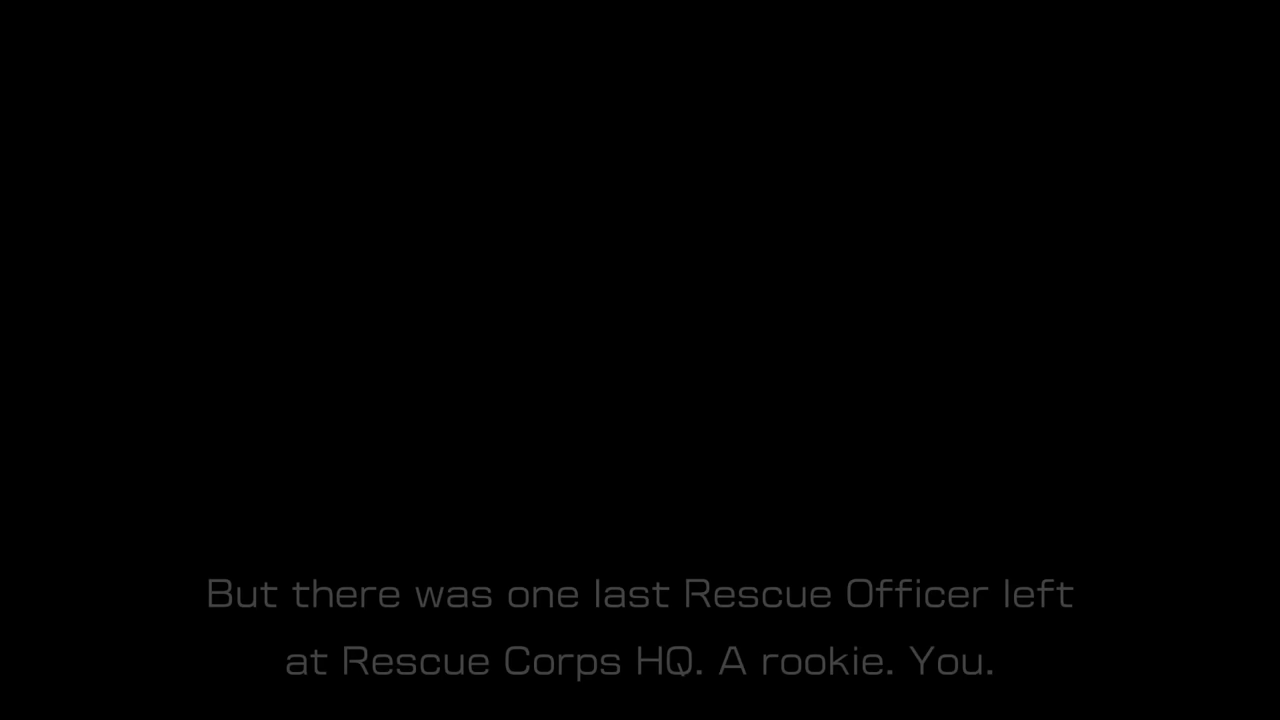 But there was one last Rescue Officer left
at Rescue Corps HQ. A rookie. You.